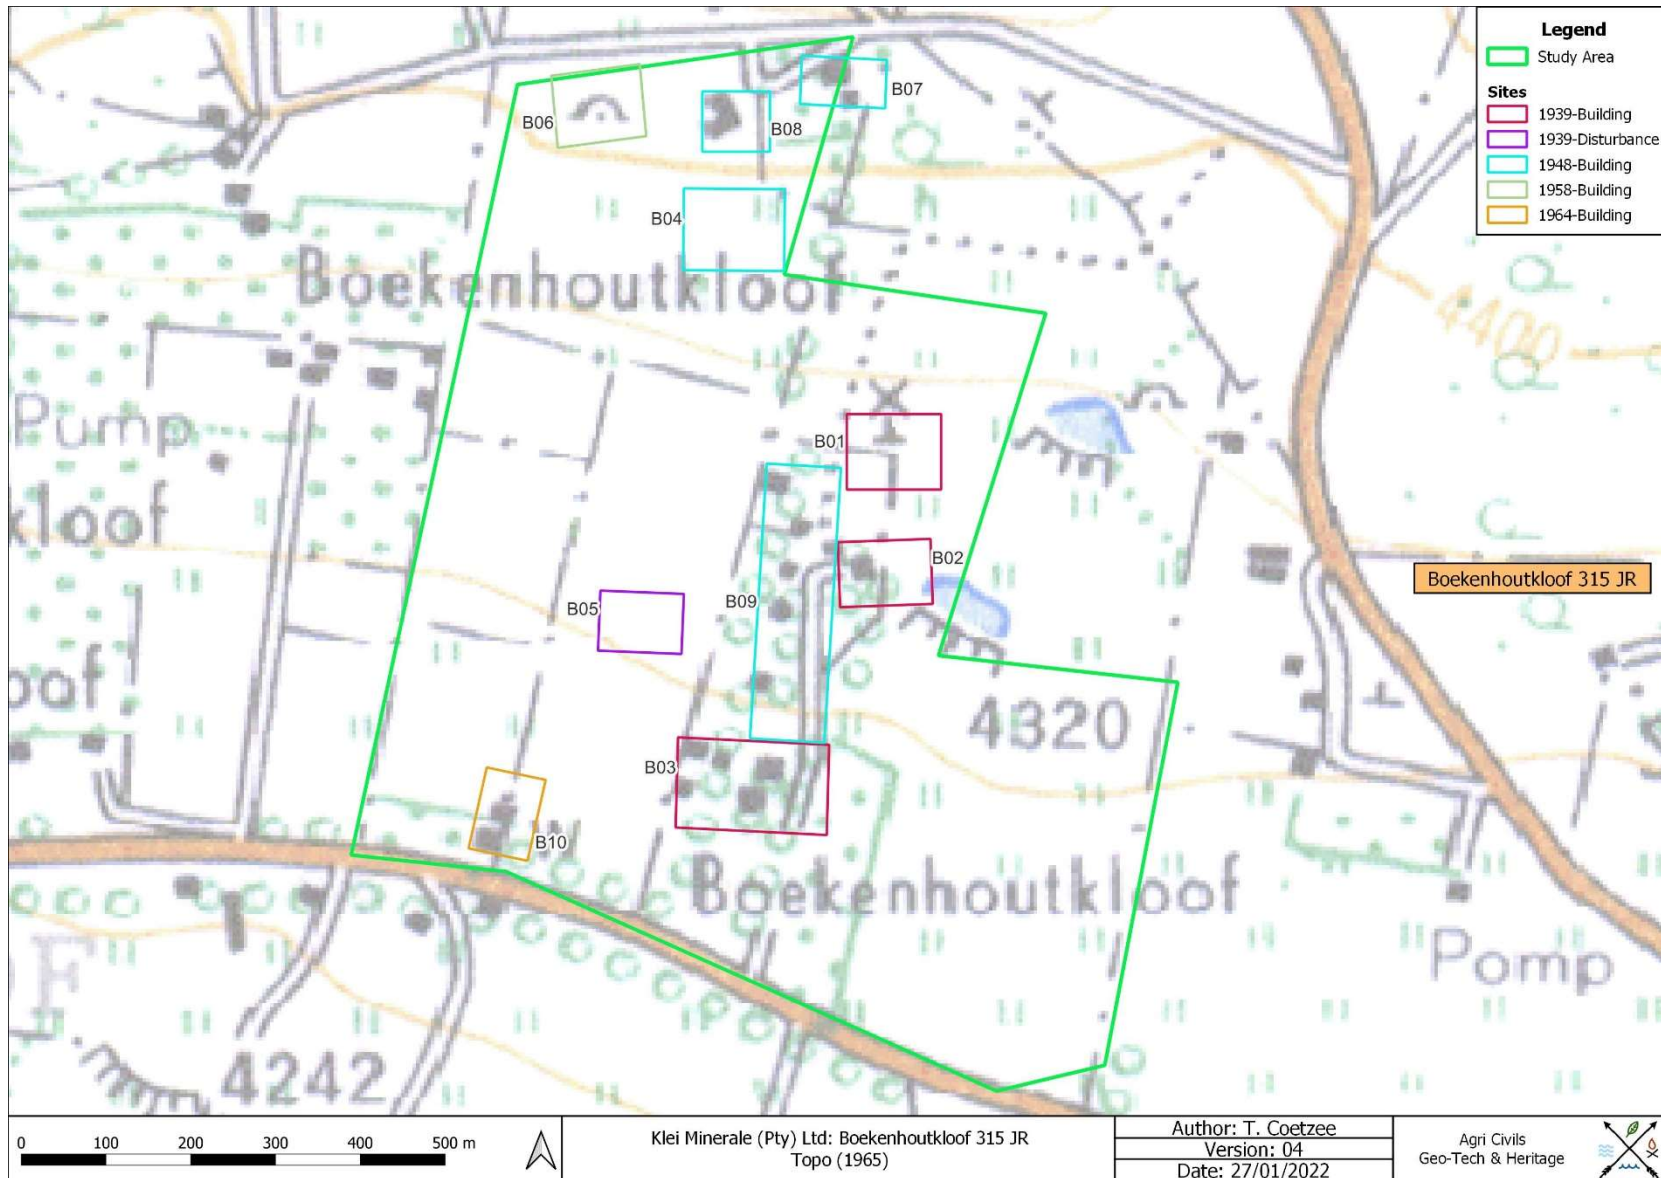 Legend
Study Area
Sites
1939-Building
1939-Disturbance
1948-Building
1958-Building
1964-Building
B07
B06
B08
B04
Boekenhoutkloof
4400
Pump
B01
kloof
B02
Boekenhoutkloof 315 JR
B05
B09
oof
4320
B03
B10
Boekenhoutkloof
Pomp
F
4242
0 100 200 300 400 500 m
Klei Minerale (Pty) Ltd: Boekenhoutkloof 315 JR
Topo (1965)
Author: T. Coetzee
Version: 04
Date: 27/01/2022
Agri Civils
Geo-Tech & Heritage